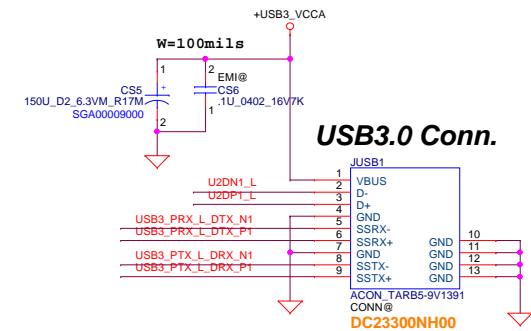 +USB3_VCCA
W=100mils
1
+
CS5
150U_D2_6.3VM_R17M
SGA00009000
2
2
EMI@
CS6
.1U_0402_16V7K
1
USB3.0 Conn.
JUSB1
1 VBUS
U2DN1_L 2 D-
U2DP1_L 3 D+
4 GND
USB3_PRX_L_DTX_N1 5 SSRX-
USB3_PRX_L_DTX_P1 6 SSRX+ GND 10
7 GND GND 11
USB3_PTX_L_DRX_N1 8 SSTX- GND 12
USB3_PTX_L_DRX_P1 9 SSTX+ GND 13
ACON_TARB5-9V1391
CONN@
DC23300NH00